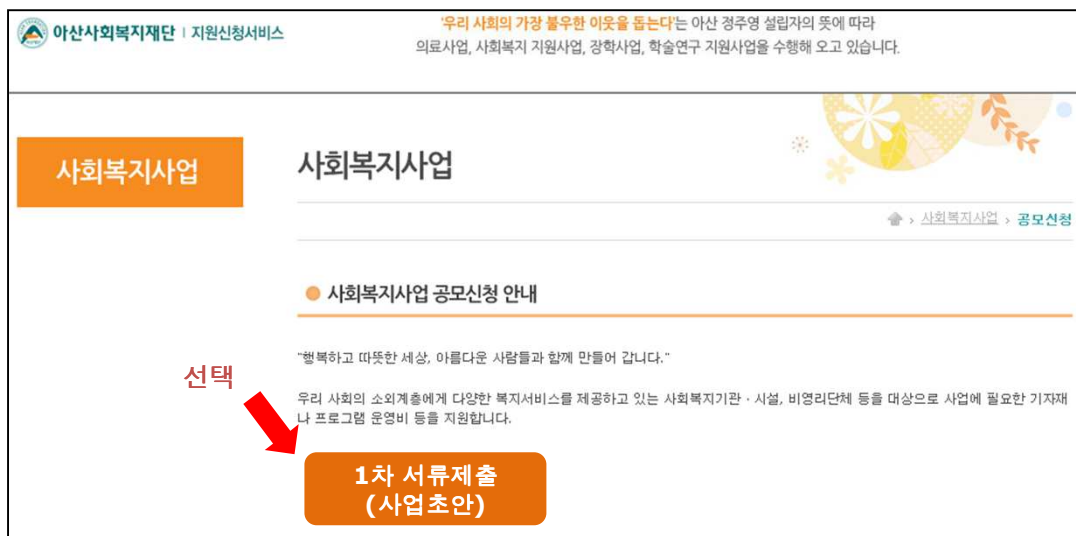 아산사회복지재단 | 지원신청서비스
'우리 사회의 가장 불우한 이웃을 돕는다'는 아산 정주영 설립자의 뜻에 따라
의료사업, 사회복지 지원사업, 장학사업, 학술연구 지원사업을 수행해 오고 있습니다.
사회복지사업
사회복지사업
> 사회복지사업 > 공모신청
사회복지사업 공모신청 안내
"행복하고 따뜻한 세상, 아름다운 사람들과 함께 만들어 갑니다."
선택
우리 사회의 소외계층에게 다양한 복지서비스를 제공하고 있는 사회복지기관 · 시설, 비영리단체 등을 대상으로 사업에 필요한 기자재
나 프로그램 운영비 등을 지원합니다.
1차 서류제출
(사업초안)